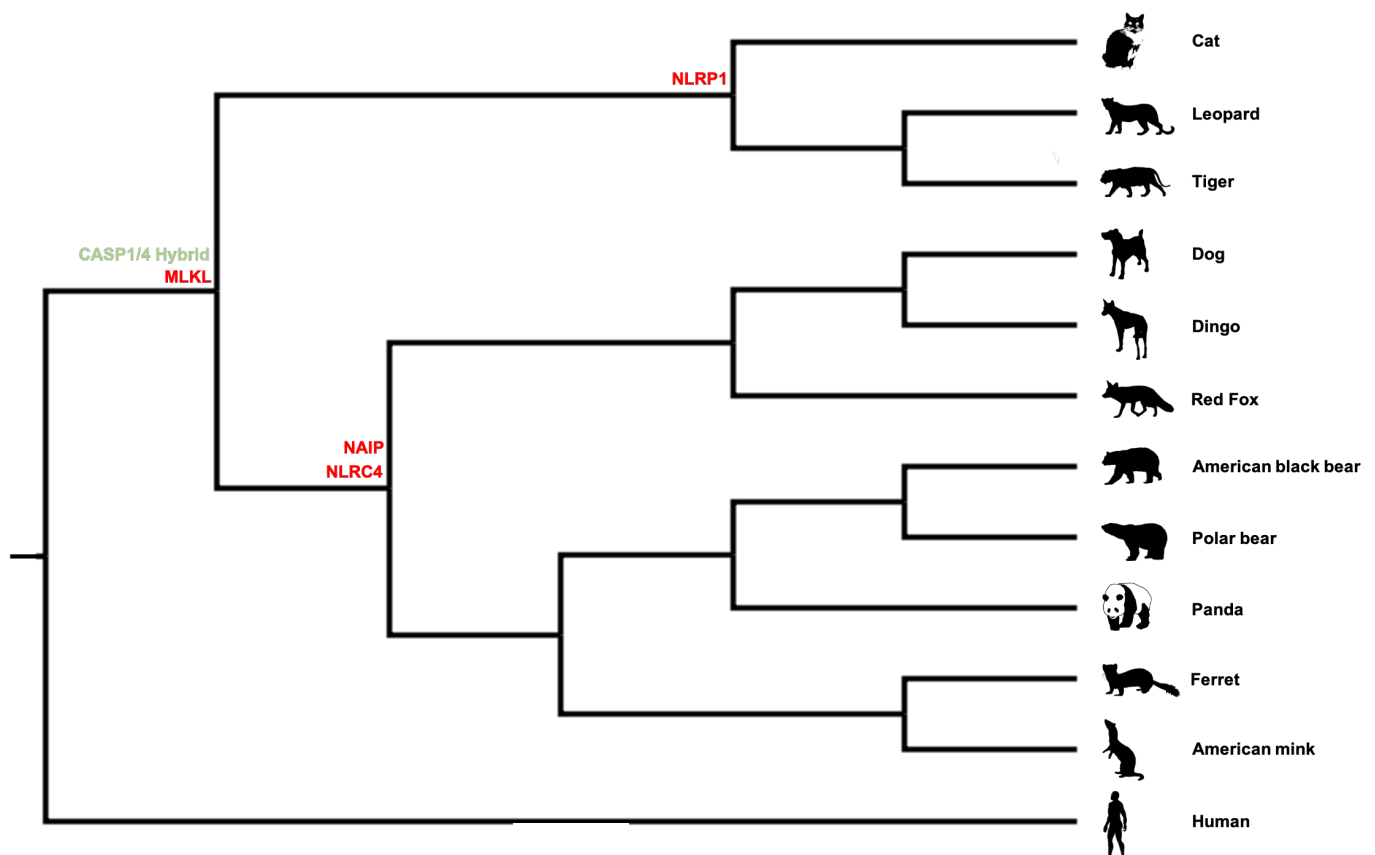 Cat
NLRP1
Leopard
Tiger
CASP1/4 Hybrid
MLKL
Dog
Dingo
Red Fox
NAIP
NLRC4
American black bear
Polar bear
Panda
Ferret
American mink
Human